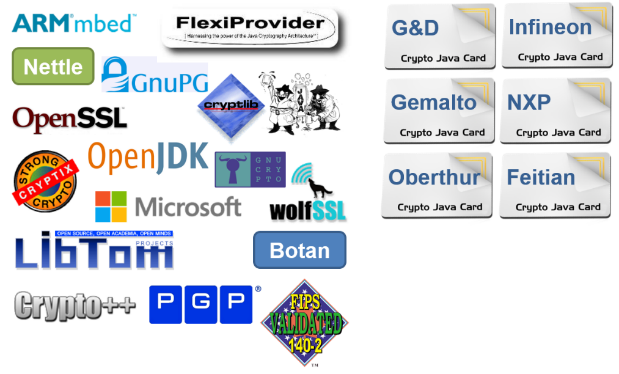 ARM®mbed™
FlexiProvider
[ Harnessing the power of the Java Cryptography Architecture ]
Nettle
GnuPG
cryptlib
OpenSSL™
STRONG
CRYPTIX
CRYPTO
OpenJDK
GNU
CRY
PTO
Microsoft
wolfSSL
OPEN SOURCE, OPEN ACADEMIA, OPEN MINDS
LibTom
PROJECTS
Botan
Crypto++
PGP®
FIPS
VALIDATED
140-2
TM
G&D
Crypto Java Card
Infineon
Crypto Java Card
Gemalto
Crypto Java Card
NXP
Crypto Java Card
Oberthur
Crypto Java Card
Feitian
Crypto Java Card